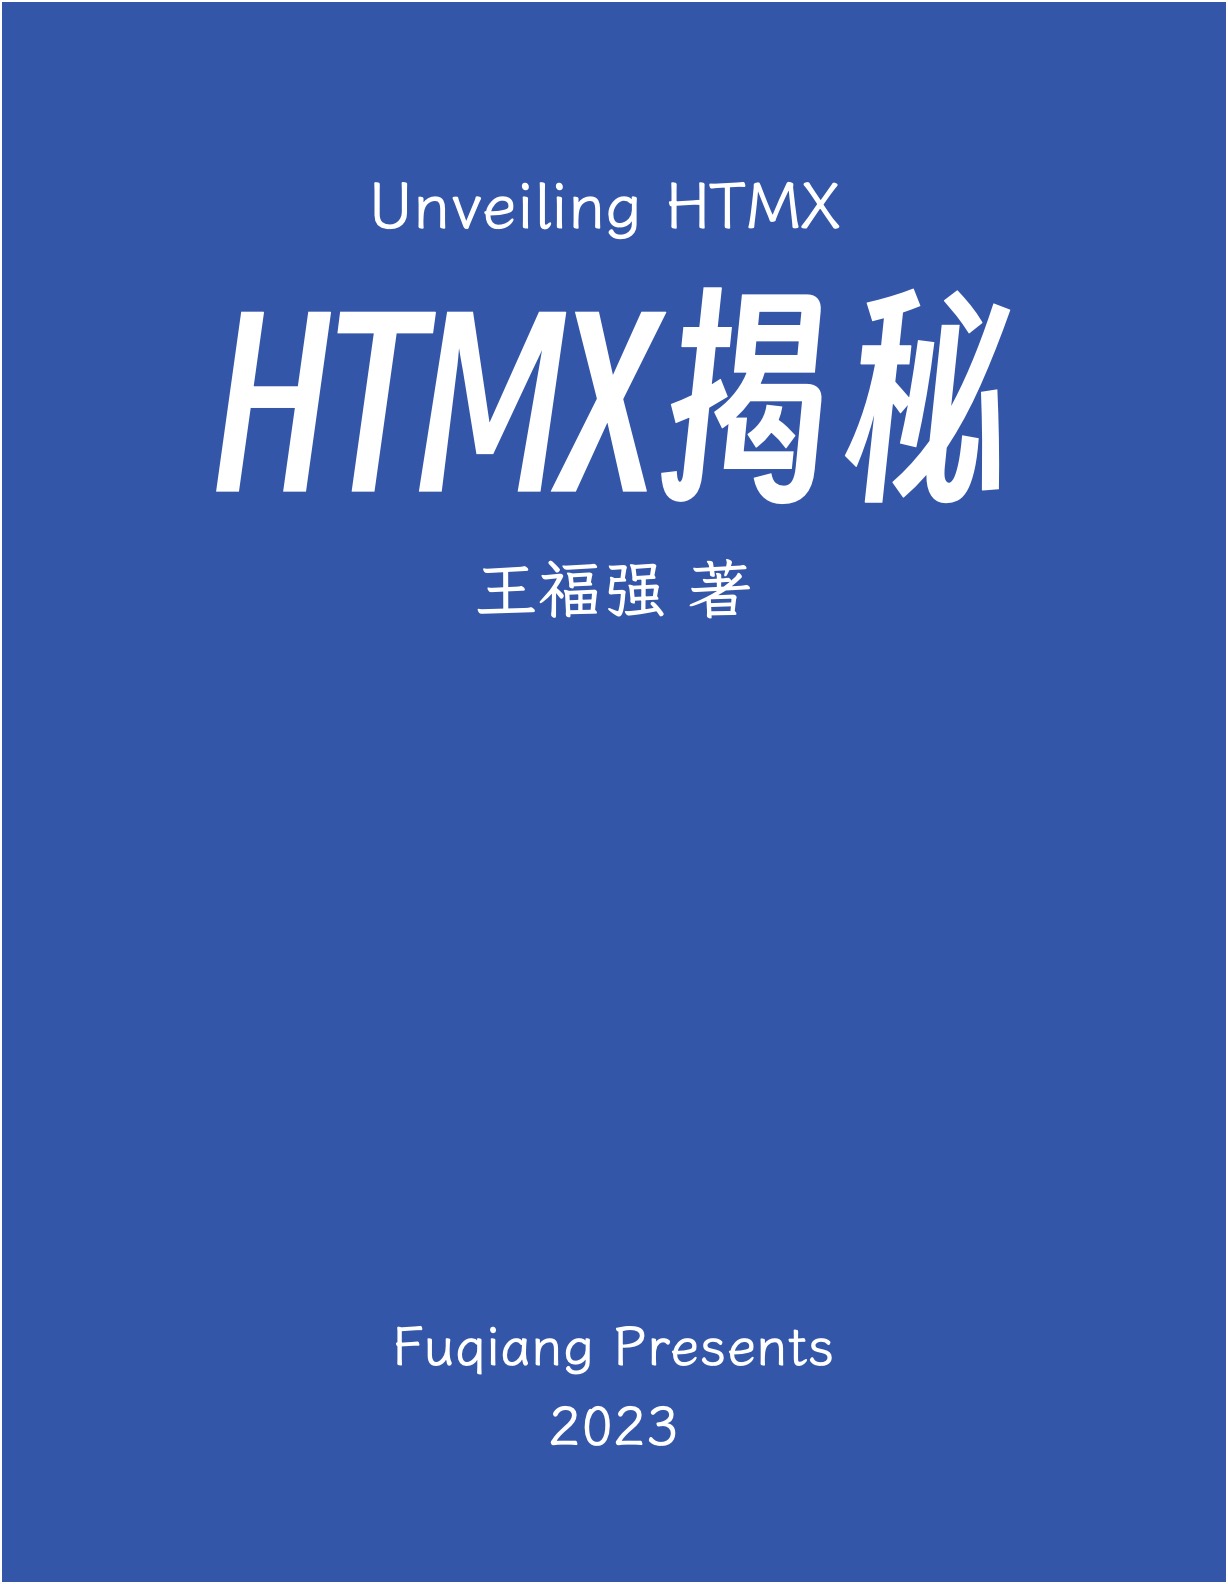 Unveiling HTMX
HTMX揭秘
王福强 著
Fuqiang Presents
2023